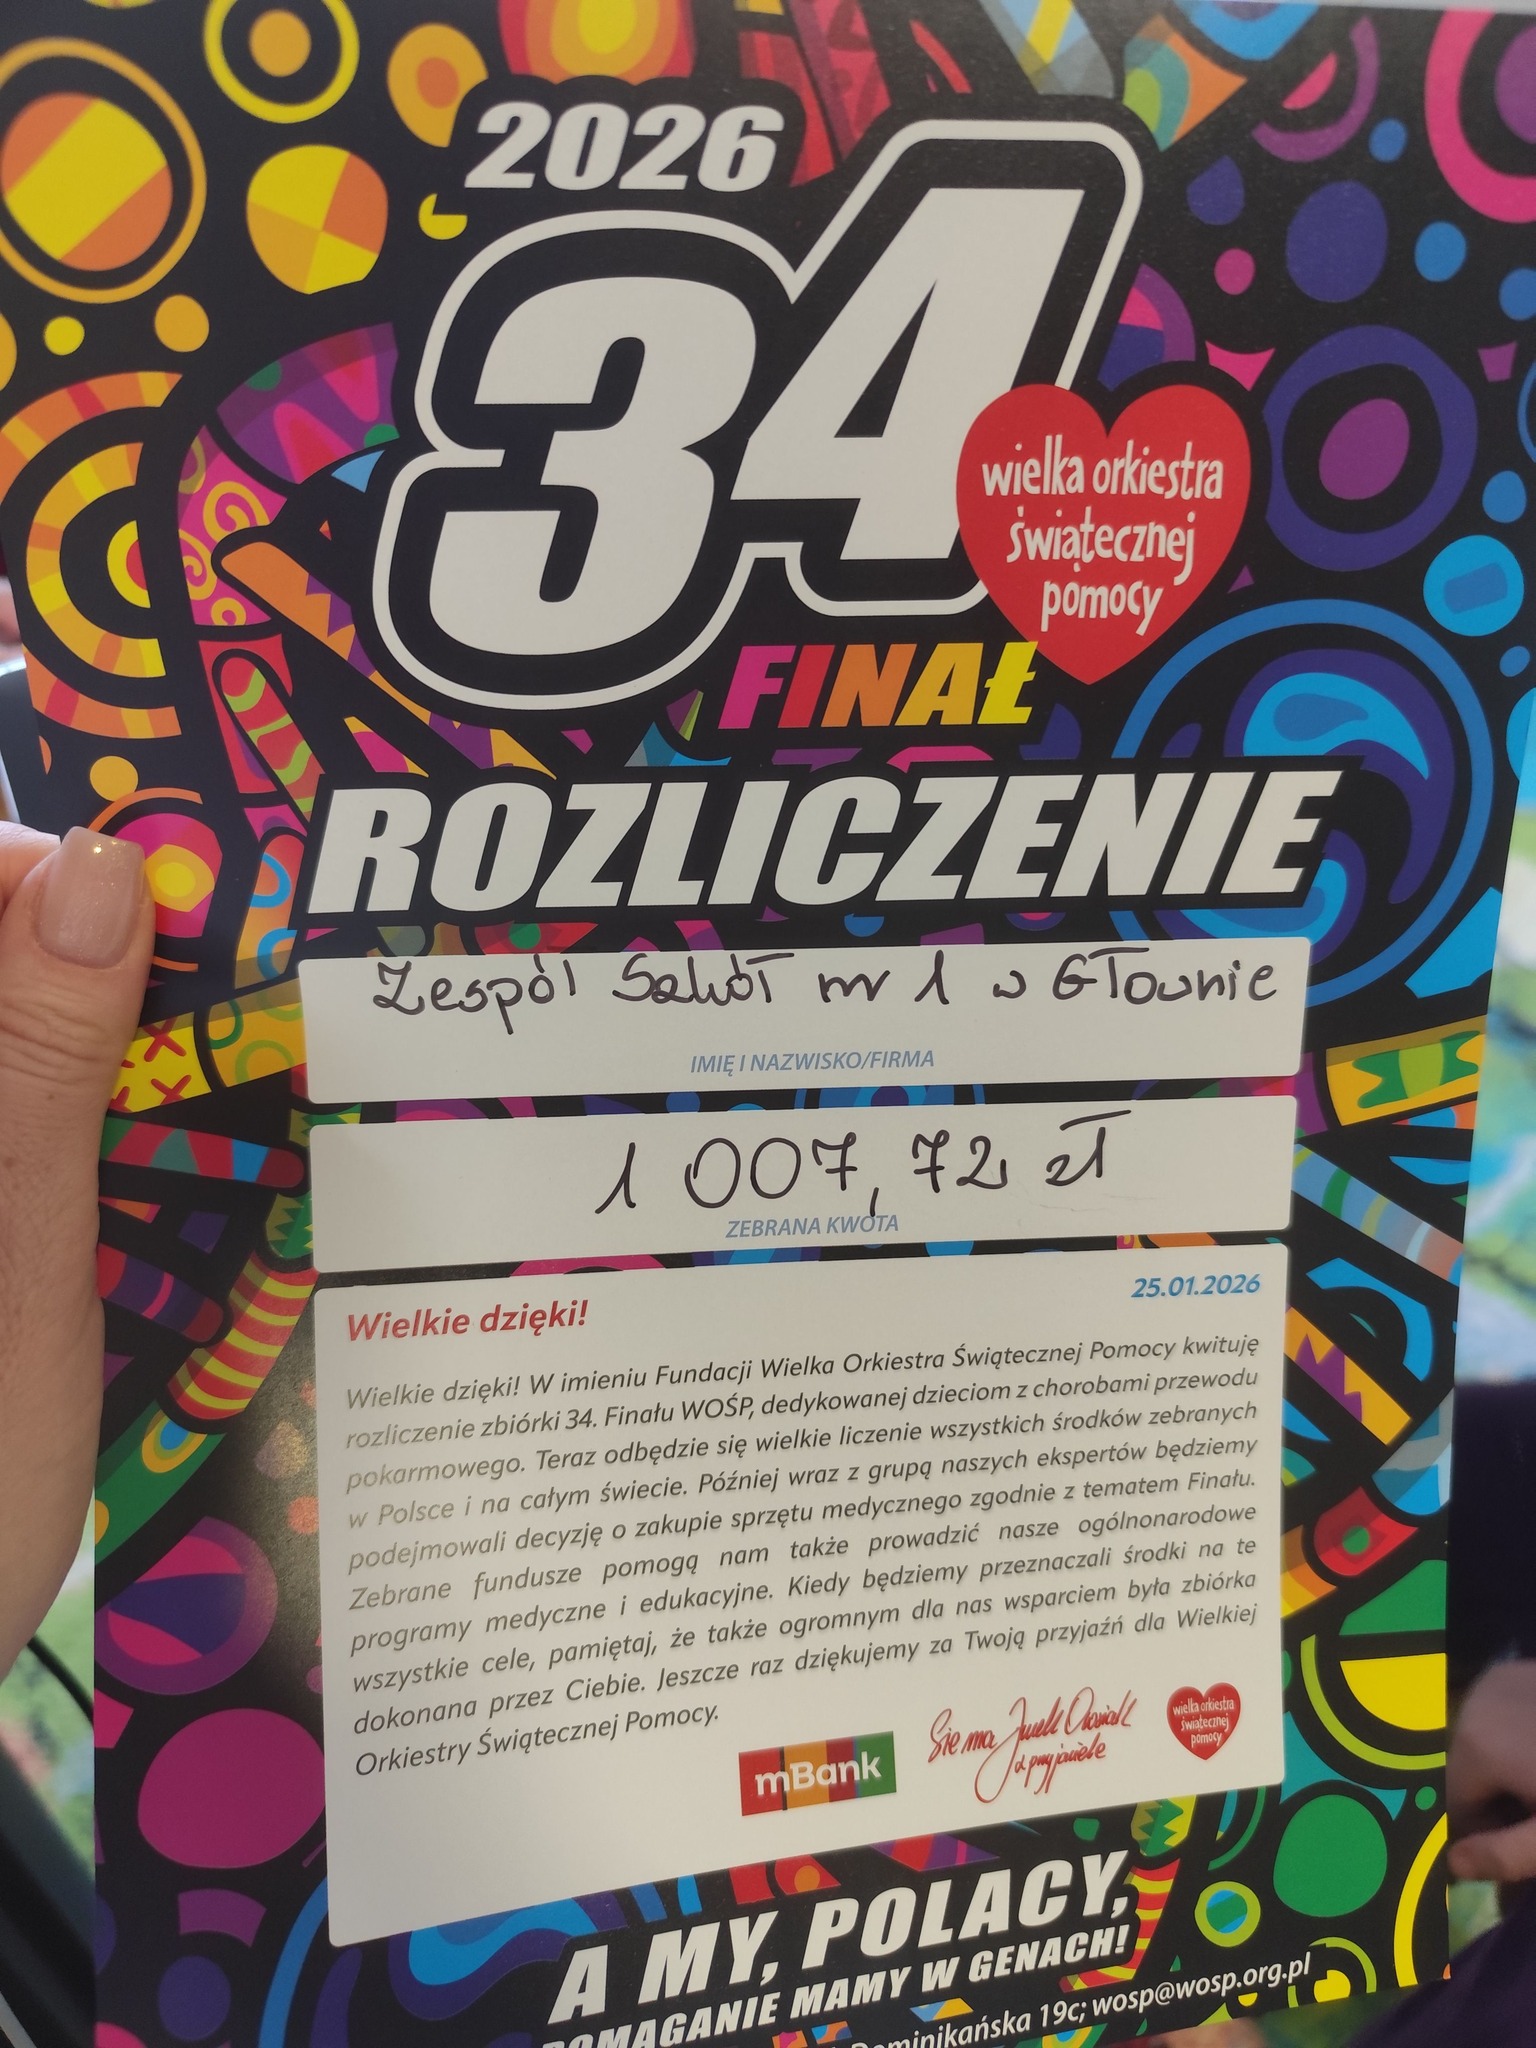 2026
34
wielka orkiestra
świątecznej
pomocy
FINAŁ
ROZLICZENIE
Zespół Szkół nr 1 w Głownie
IMIĘ I NAZWISKO/FIRMA
1 007,72 zł
ZEBRANA KWOTA
25.01.2026
Wielkie dzięki!
Wielkie dzięki! W imieniu Fundacji Wielka Orkiestra Świątecznej Pomocy kwituję
rozliczenie zbiórki 34. Finału WOŚP, dedykowanej dzieciom z chorobami przewodu
pokarmowego. Teraz odbędzie się wielkie liczenie wszystkich środków zebranych
w Polsce i na całym świecie. Później wraz z grupą naszych ekspertów będziemy
podejmowali decyzję o zakupie sprzętu medycznego zgodnie z tematem Finału.
Zebrane fundusze pomogą nam także prowadzić nasze ogólnonarodowe
programy medyczne i edukacyjne. Kiedy będziemy przeznaczali środki na te
wszystkie cele, pamiętaj, że także ogromnym dla nas wsparciem była zbiórka
dokonana przez Ciebie. Jeszcze raz dziękujemy za Twoją przyjaźń dla Wielkiej
Orkiestry Świątecznej Pomocy.
mBank
Sie ma Jurek Owsiak
z przyjaciele
wielka orkiestra
świątecznej
pomocy
A MY, POLACY,
POMAGANIE MAMY W GENACH!
Dominikańska 19c; wosp@wosp.org.pl